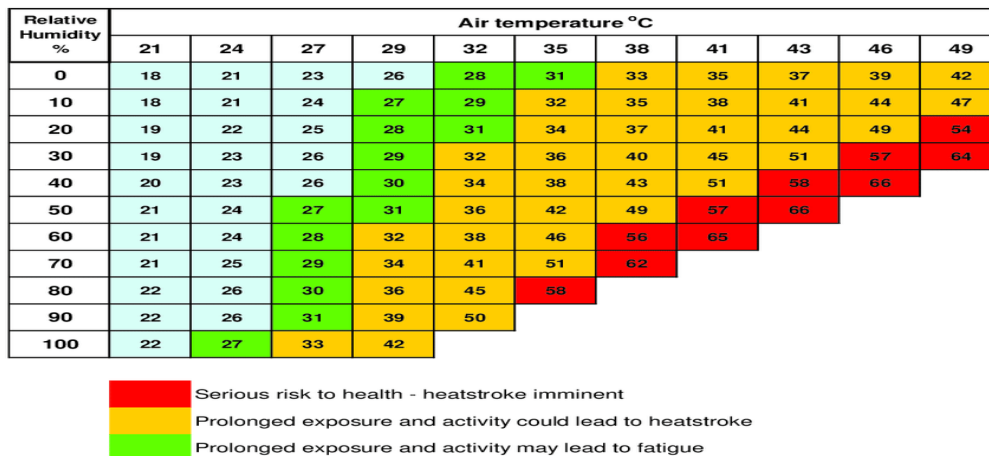 Relative Humidity % Air temperature °C
21 24 27 29 32 35 38 41 43 46 49
0 18 21 23 26 28 31 33 35 37 39 42
10 18 21 24 27 29 32 35 38 41 44 47
20 19 22 25 28 31 34 37 41 44 49 54
30 19 23 26 29 32 36 40 45 51 57 64
40 20 23 26 30 34 38 43 51 58 66
50 21 24 27 31 36 42 49 57 66
60 21 24 28 32 38 46 56 65
70 21 25 29 34 41 51 62
80 22 26 30 36 45 58
90 22 26 31 39 50
100 22 27 33 42
Serious risk to health - heatstroke imminent
Prolonged exposure and activity could lead to heatstroke
Prolonged exposure and activity may lead to fatigue